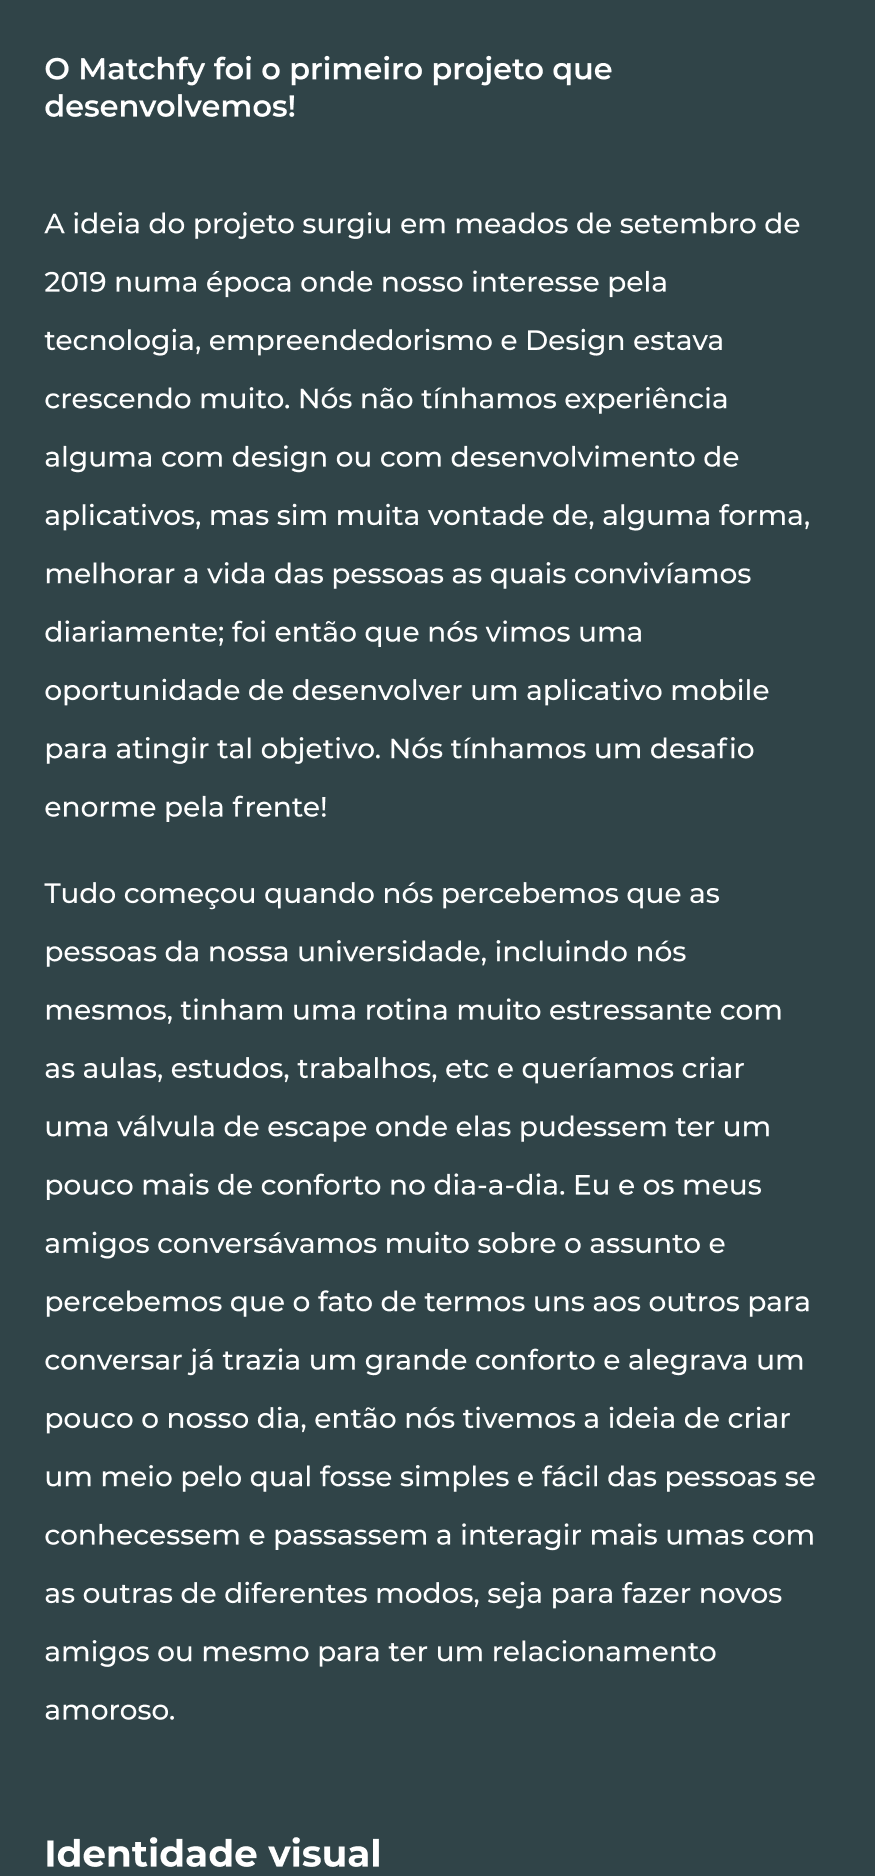 O Matchfy foi o primeiro projeto que
desenvolvemos!
A ideia do projeto surgiu em meados de setembro de
2019 numa época onde nosso interesse pela
tecnologia, empreendedorismo e Design estava
crescendo muito. Nós não tínhamos experiência
alguma com design ou com desenvolvimento de
aplicativos, mas sim muita vontade de, alguma forma,
melhorar a vida das pessoas as quais convivíamos
diariamente; foi então que nós vimos uma
oportunidade de desenvolver um aplicativo mobile
para atingir tal objetivo. Nós tínhamos um desafio
enorme pela frente!
Tudo começou quando nós percebemos que as
pessoas da nossa universidade, incluindo nós
mesmos, tinham uma rotina muito estressante com
as aulas, estudos, trabalhos, etc e queríamos criar
uma válvula de escape onde elas pudessem ter um
pouco mais de conforto no dia-a-dia. Eu e os meus
amigos conversávamos muito sobre o assunto e
percebemos que o fato de termos uns aos outros para
conversar já trazia um grande conforto e alegrava um
pouco o nosso dia, então nós tivemos a ideia de criar
um meio pelo qual fosse simples e fácil das pessoas se
conhecessem e passassem a interagir mais umas com
as outras de diferentes modos, seja para fazer novos
amigos ou mesmo para ter um relacionamento
amoroso.
Identidade visual